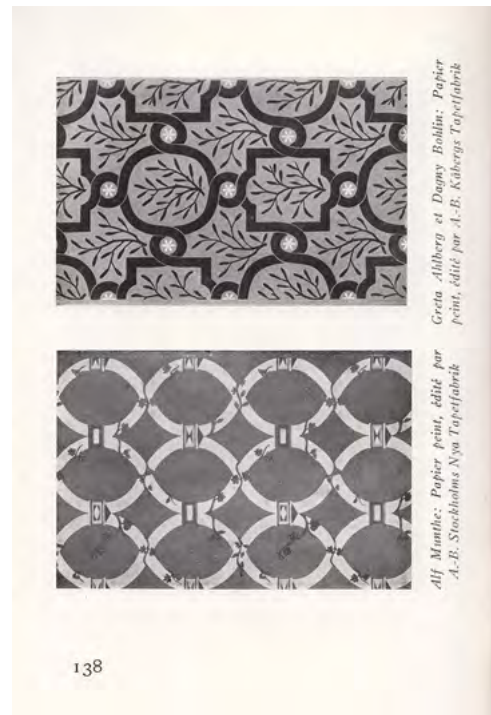 Greta Ahlberg et Dagny Bohlin: Papier
peint, édité par A.-B. Kåbergs Tapetfabrik
Alf Munthe: Papier peint, édité par
A.-B. Stockholms Nya Tapetfabrik
138